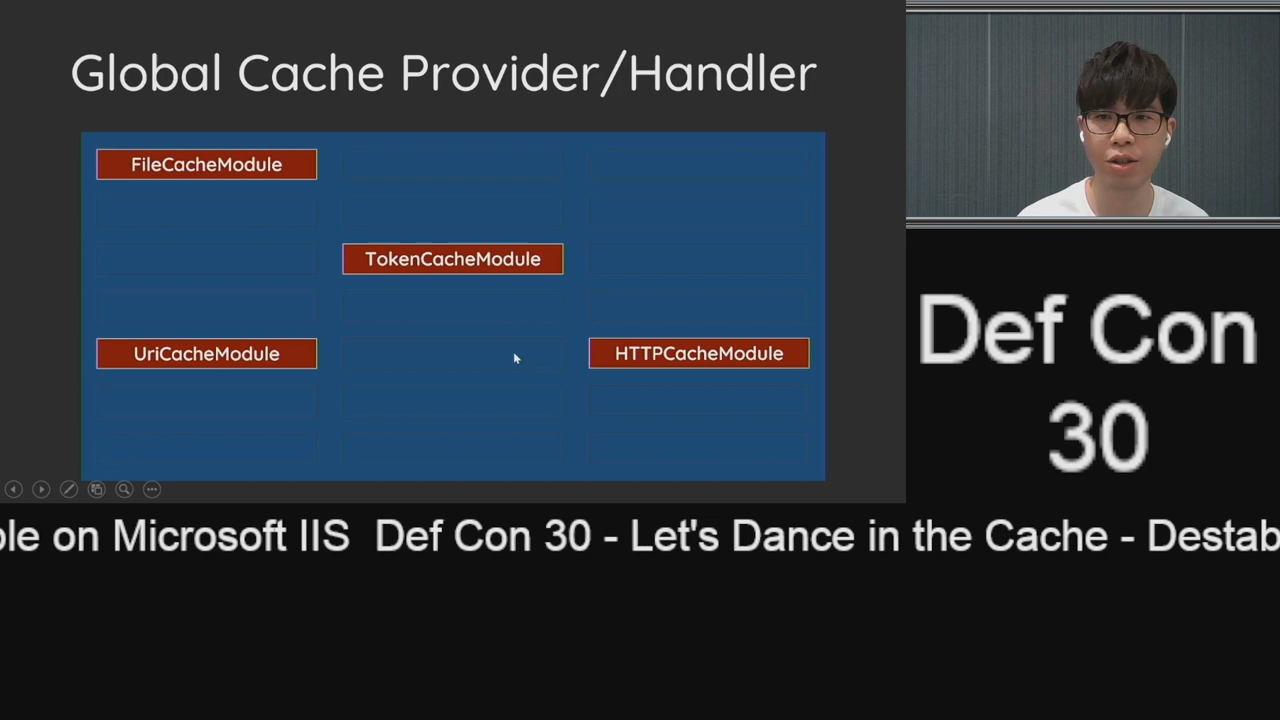 Global Cache Provider/Handler
FileCacheModule
TokenCacheModule
UriCacheModule
HTTPCacheModule
Def Con
30
ole on Microsoft IIS Def Con 30 - Let's Dance in the Cache - Destab